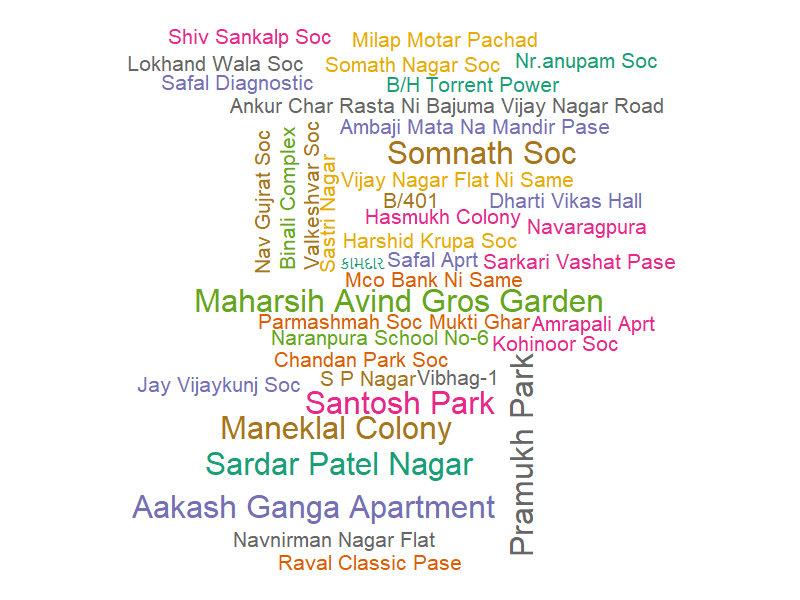 Shiv Sankalp Soc
Milap Motar Pachad
Lokhand Wala Soc
Somath Nagar Soc
Nr.anupam Soc
Safal Diagnostic
B/H Torrent Power
Ankur Char Rasta Ni Bajuma Vijay Nagar Road
Ambaji Mata Na Mandir Pase
Nav Gujrat Soc
Binali Complex
Valkeshvar Soc
Sastri Nagar
Somnath Soc
Vijay Nagar Flat Ni Same
B/401
Dharti Vikas Hall
Hasmukh Colony
Navaragpura
Harshid Krupa Soc
કામદાર
Safal Aprt
Sarkari Vashat Pase
Mco Bank Ni Same
Maharsih Avind Gros Garden
Parmashmah Soc
Mukti Ghar
Amrapali Aprt
Naranpura School No-6
Kohinoor Soc
Chandan Park Soc
Jay Vijaykunj Soc
S P Nagar
Vibhag-1
Santosh Park
Pramukh Park
Maneklal Colony
Sardar Patel Nagar
Aakash Ganga Apartment
Navnirman Nagar Flat
Raval Classic Pase